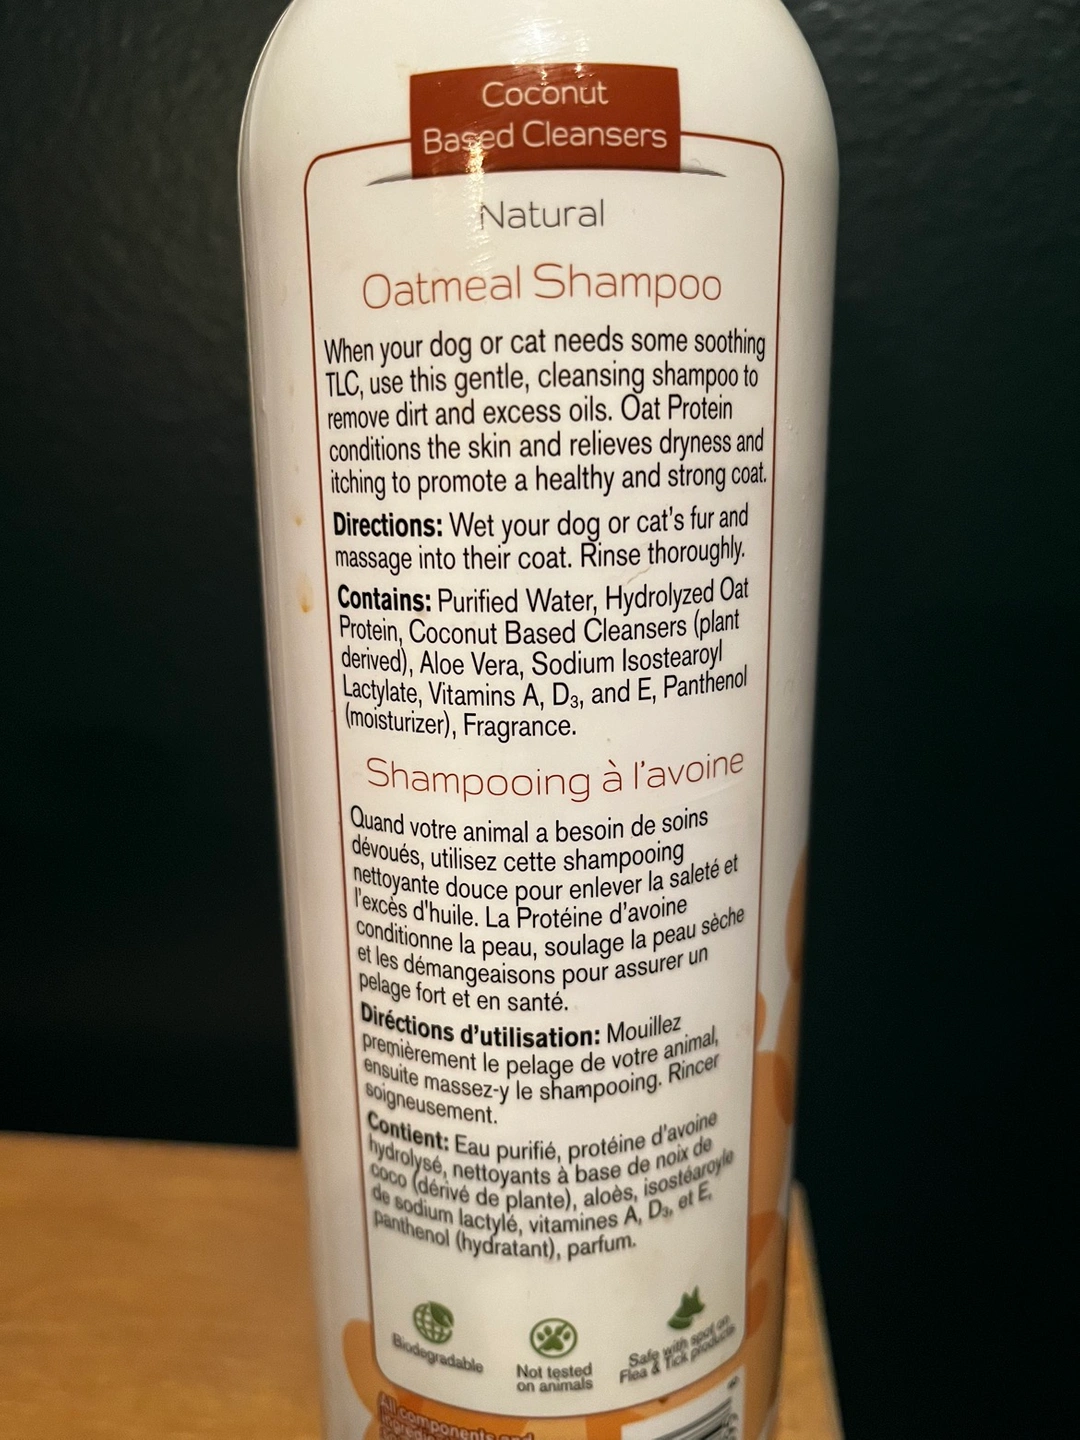 Coconut
Based Cleansers
Natural
Oatmeal Shampoo
When your dog or cat needs some soothing
TLC, use this gentle, cleansing shampoo to
remove dirt and excess oils. Oat Protein
conditions the skin and relieves dryness and
itching to promote a healthy and strong coat.
Directions: Wet your dog or cat's fur and
massage into their coat. Rinse thoroughly.
Contains: Purified Water, Hydrolyzed Oat
Protein, Coconut Based Cleansers (plant
derived), Aloe Vera, Sodium Isostearoyl
Lactylate, Vitamins A, D₃, and E, Panthenol
(moisturizer), Fragrance.
Shampooing à l'avoine
Quand votre animal a besoin de soins
dévoués, utilisez cette shampooing
nettoyante douce pour enlever la saleté et
l'excès d'huile. La Protéine d'avoine
conditionne la peau, soulage la peau sèche
et les démangeaisons pour assurer un
pelage fort et en santé.
Diréctions d'utilisation: Mouillez
premièrement le pelage de votre animal,
ensuite massez-y le shampooing. Rincer
soigneusement.
Contient: Eau purifié, protéine d'avoine
hydrolysé, nettoyants à base de noix de
coco (dérivé de plante), aloès, isostéaroyle
de sodium lactylé, vitamines A, D₃, et E,
panthenol (hydratant), parfum.
Biodegradable
Not tested
on animals
Safe with spot on
Flea & Tick products
All components and